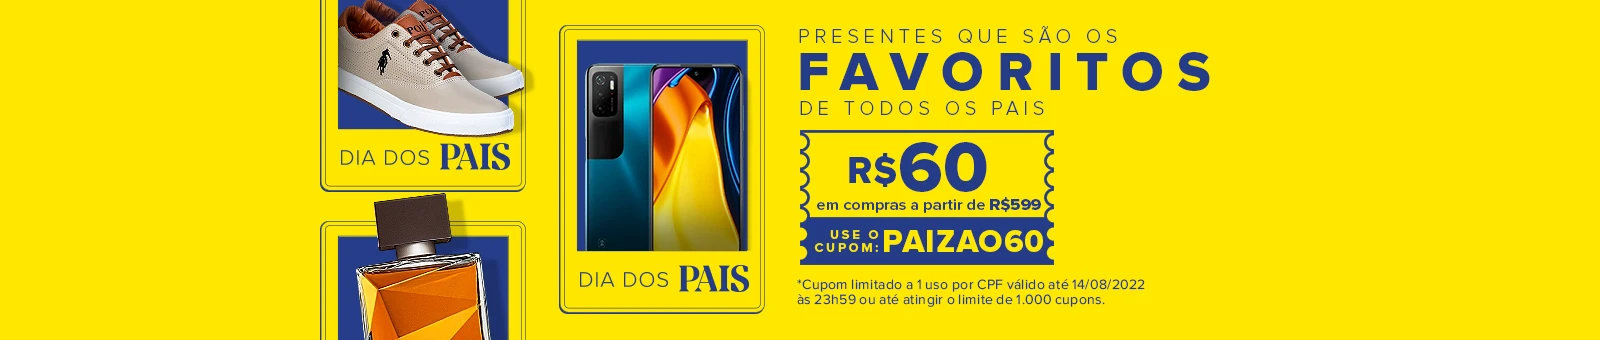 DIA DOS PAIS
DIA DOS PAIS
PRESENTES QUE SÃO OS
FAVORITOS
DE TODOS OS PAIS
R$60
em compras a partir de R$599
USE O
CUPOM: PAIZAO60
*Cupom limitado a 1 uso por CPF válido até 14/08/2022
às 23h59 ou até atingir o limite de 1.000 cupons.